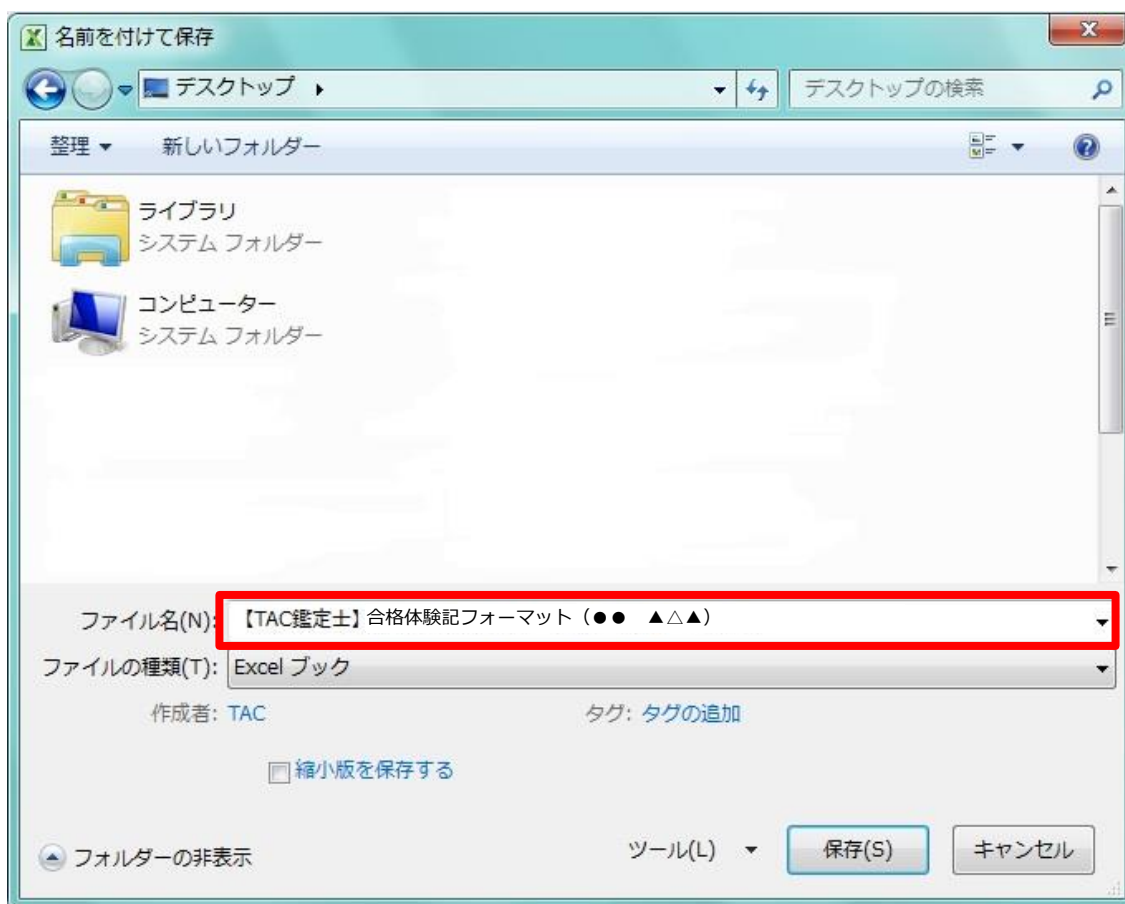 名前を付けて保存
デスクトップ
デスクトップの検索
整理
新しいフォルダー
ライブラリ
システム フォルダー
コンピューター
システム フォルダー
ファイル名(N): 【TAC鑑定士】合格体験記フォーマット（●●　▲△▲）
ファイルの種類(T): Excel ブック
作成者: TAC
タグ: タグの追加
縮小版を保存する
フォルダーの非表示
ツール(L)
保存(S)
キャンセル